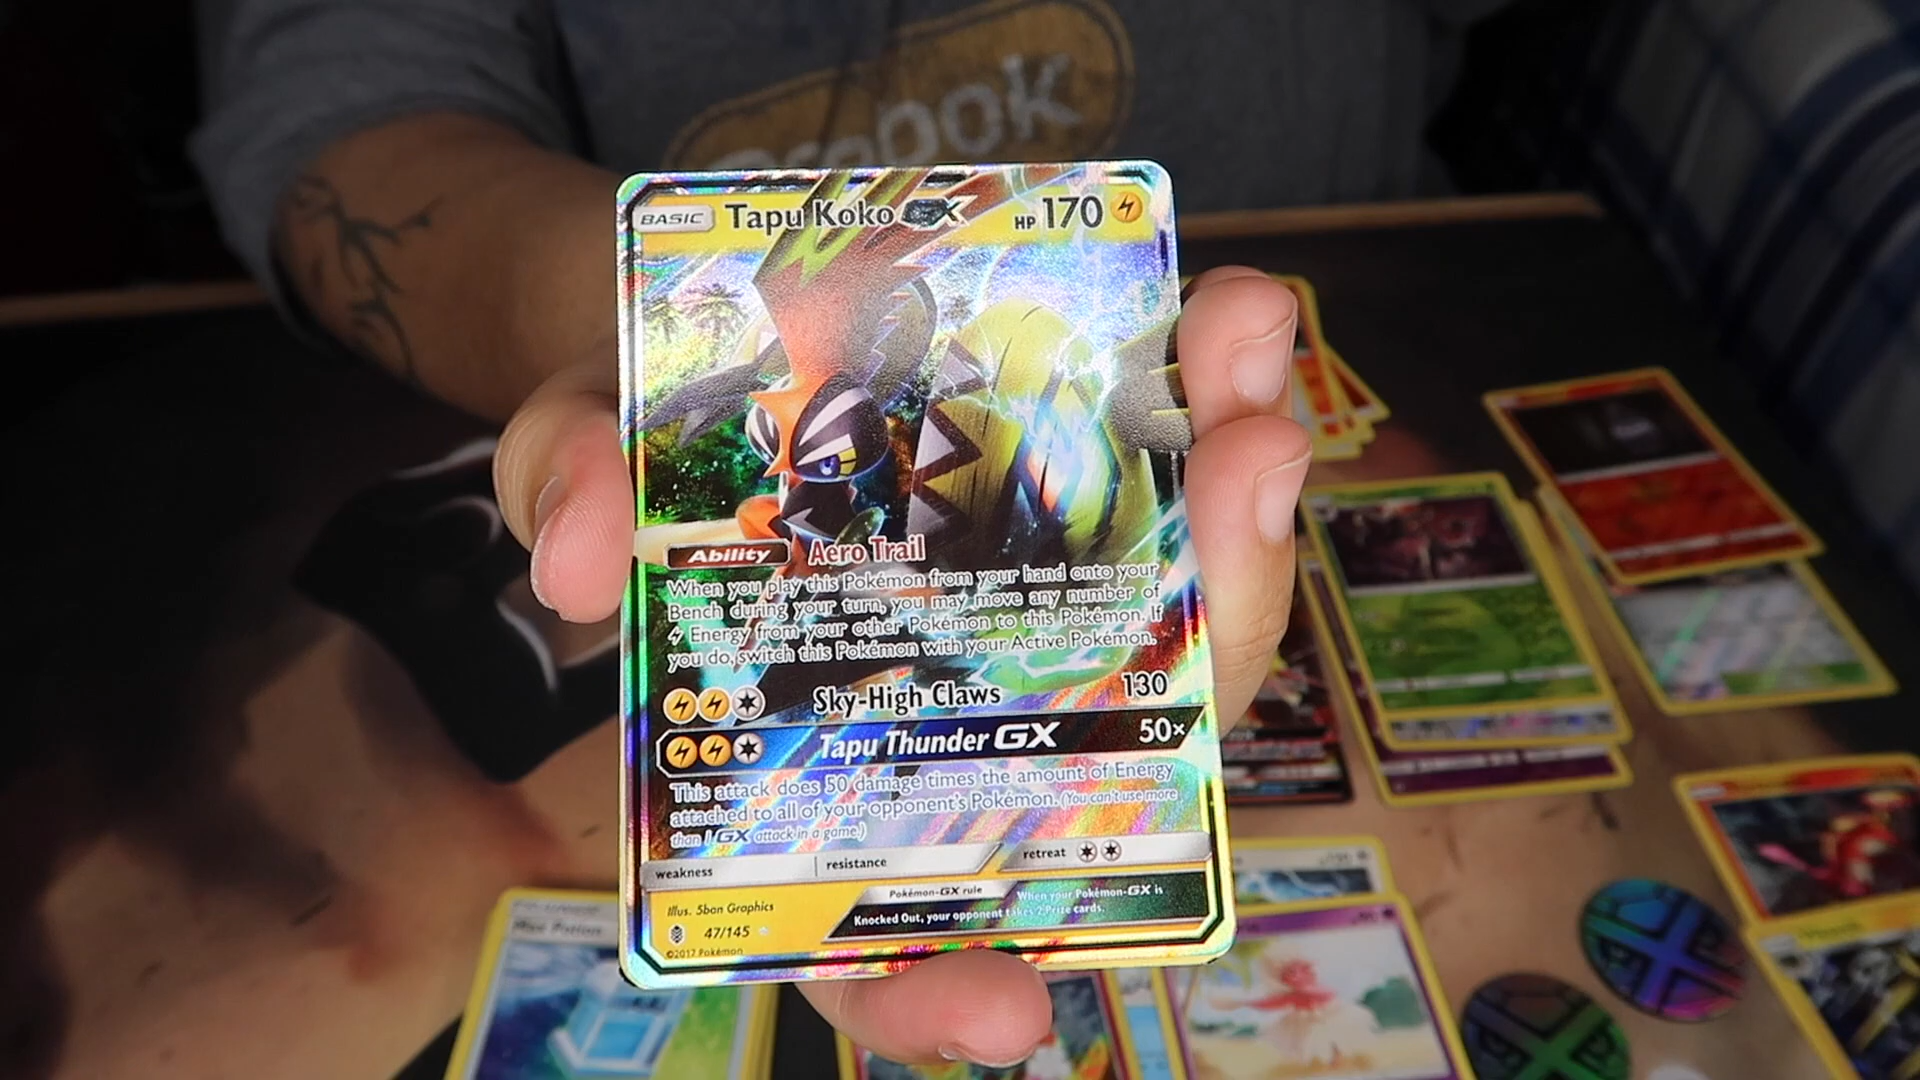 BASIC Tapu Koko GX HP 170
Ability Aero Trail
When you play this Pokémon from your hand onto your
Bench during your turn, you may move any number of
Energy from your other Pokémon to this Pokémon. If
you do, switch this Pokémon with your Active Pokémon.
Sky-High Claws 130
Tapu Thunder GX 50×
This attack does 50 damage times the amount of Energy
attached to all of your opponent's Pokémon. (You can't use more
than 1 GX attack in a game.)
weakness resistance retreat
Pokémon-GX rule When your Pokémon-GX is
Knocked Out, your opponent takes 2 Prize cards.
Illus. 5ban Graphics
47/145
©2017 Pokémon
Max Potion